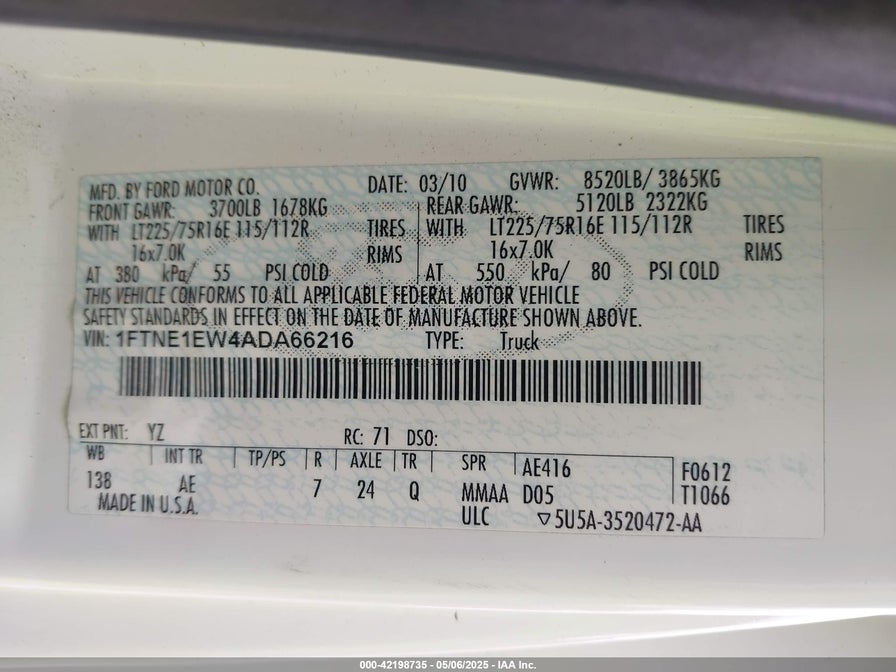 MFD. BY FORD MOTOR CO. DATE: 03/10 GVWR: 8520LB/ 3865KG
FRONT GAWR: 3700LB 1678KG REAR GAWR: 5120LB 2322KG
WITH LT225/75R16E 115/112R TIRES WITH LT225/75R16E 115/112R TIRES
16x7.0K RIMS 16x7.0K RIMS
AT 380 kPa/ 55 PSI COLD AT 550 kPa/ 80 PSI COLD
THIS VEHICLE CONFORMS TO ALL APPLICABLE FEDERAL MOTOR VEHICLE
SAFETY STANDARDS IN EFFECT ON THE DATE OF MANUFACTURE SHOWN ABOVE.
VIN: 1FTNE1EW4ADA66216 TYPE: Truck
EXT PNT: YZ RC: 71 DSO:
WB INT TR TP/PS R AXLE TR SPR AE416 F0612
138 AE 7 24 Q MMAA D05 T1066
MADE IN U.S.A. ULC ▽5U5A-3520472-AA
000-42198735 - 05/06/2025 - IAA Inc.